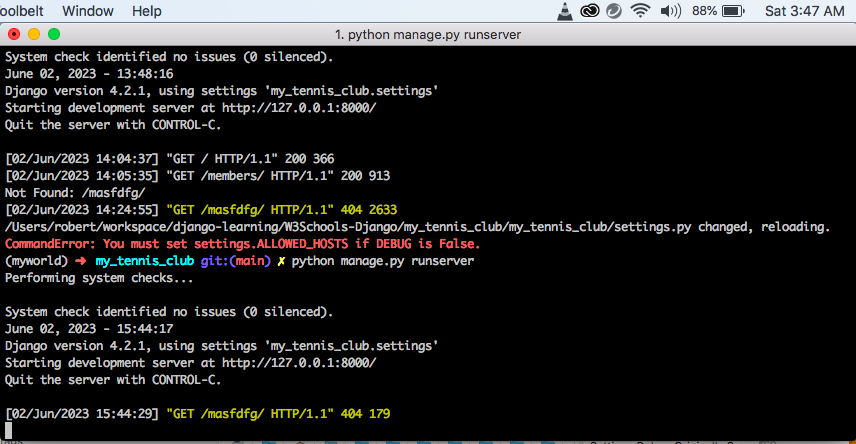 Toolbelt Window Help 88% Sat 3:47 AM
1. python manage.py runserver
System check identified no issues (0 silenced).
June 02, 2023 - 13:48:16
Django version 4.2.1, using settings 'my_tennis_club.settings'
Starting development server at http://127.0.0.1:8000/
Quit the server with CONTROL-C.
[02/Jun/2023 14:04:37] "GET / HTTP/1.1" 200 366
[02/Jun/2023 14:05:35] "GET /members/ HTTP/1.1" 200 913
Not Found: /masfdfg/
[02/Jun/2023 14:24:55] "GET /masfdfg/ HTTP/1.1" 404 2633
/Users/robert/workspace/django-learning/W3Schools-Django/my_tennis_club/my_tennis_club/settings.py changed, reloading.
CommandError: You must set settings.ALLOWED_HOSTS if DEBUG is False.
(myworld) ➜ my_tennis_club git:(main) ✗ python manage.py runserver
Performing system checks...
System check identified no issues (0 silenced).
June 02, 2023 - 15:44:17
Django version 4.2.1, using settings 'my_tennis_club.settings'
Starting development server at http://127.0.0.1:8000/
Quit the server with CONTROL-C.
[02/Jun/2023 15:44:29] "GET /masfdfg/ HTTP/1.1" 404 179